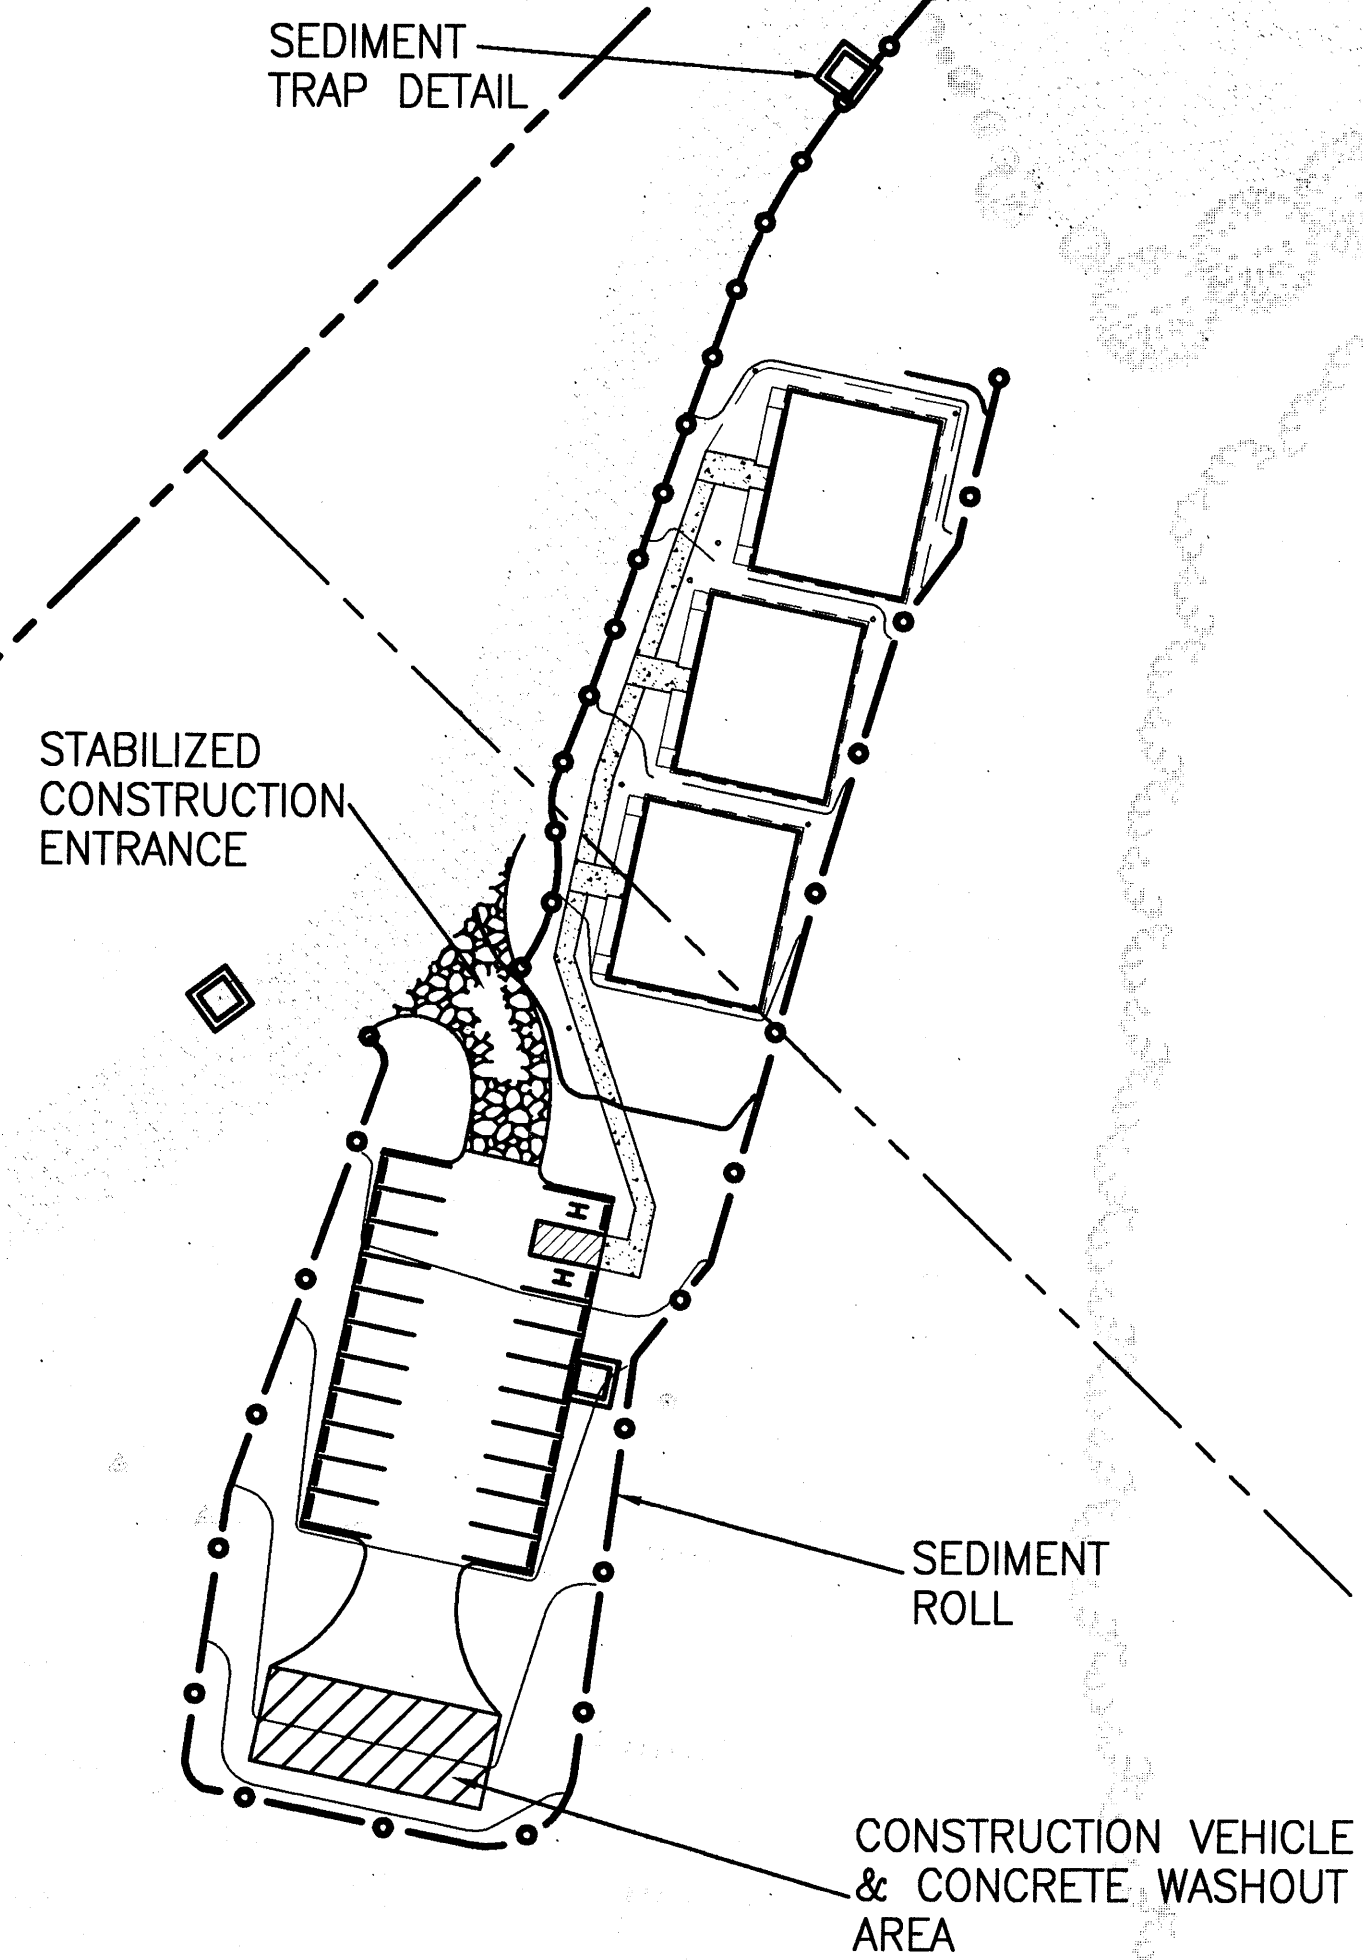 SEDIMENT
TRAP DETAIL
STABILIZED
CONSTRUCTION
ENTRANCE
H
H
SEDIMENT
ROLL
CONSTRUCTION VEHICLE
& CONCRETE WASHOUT
AREA